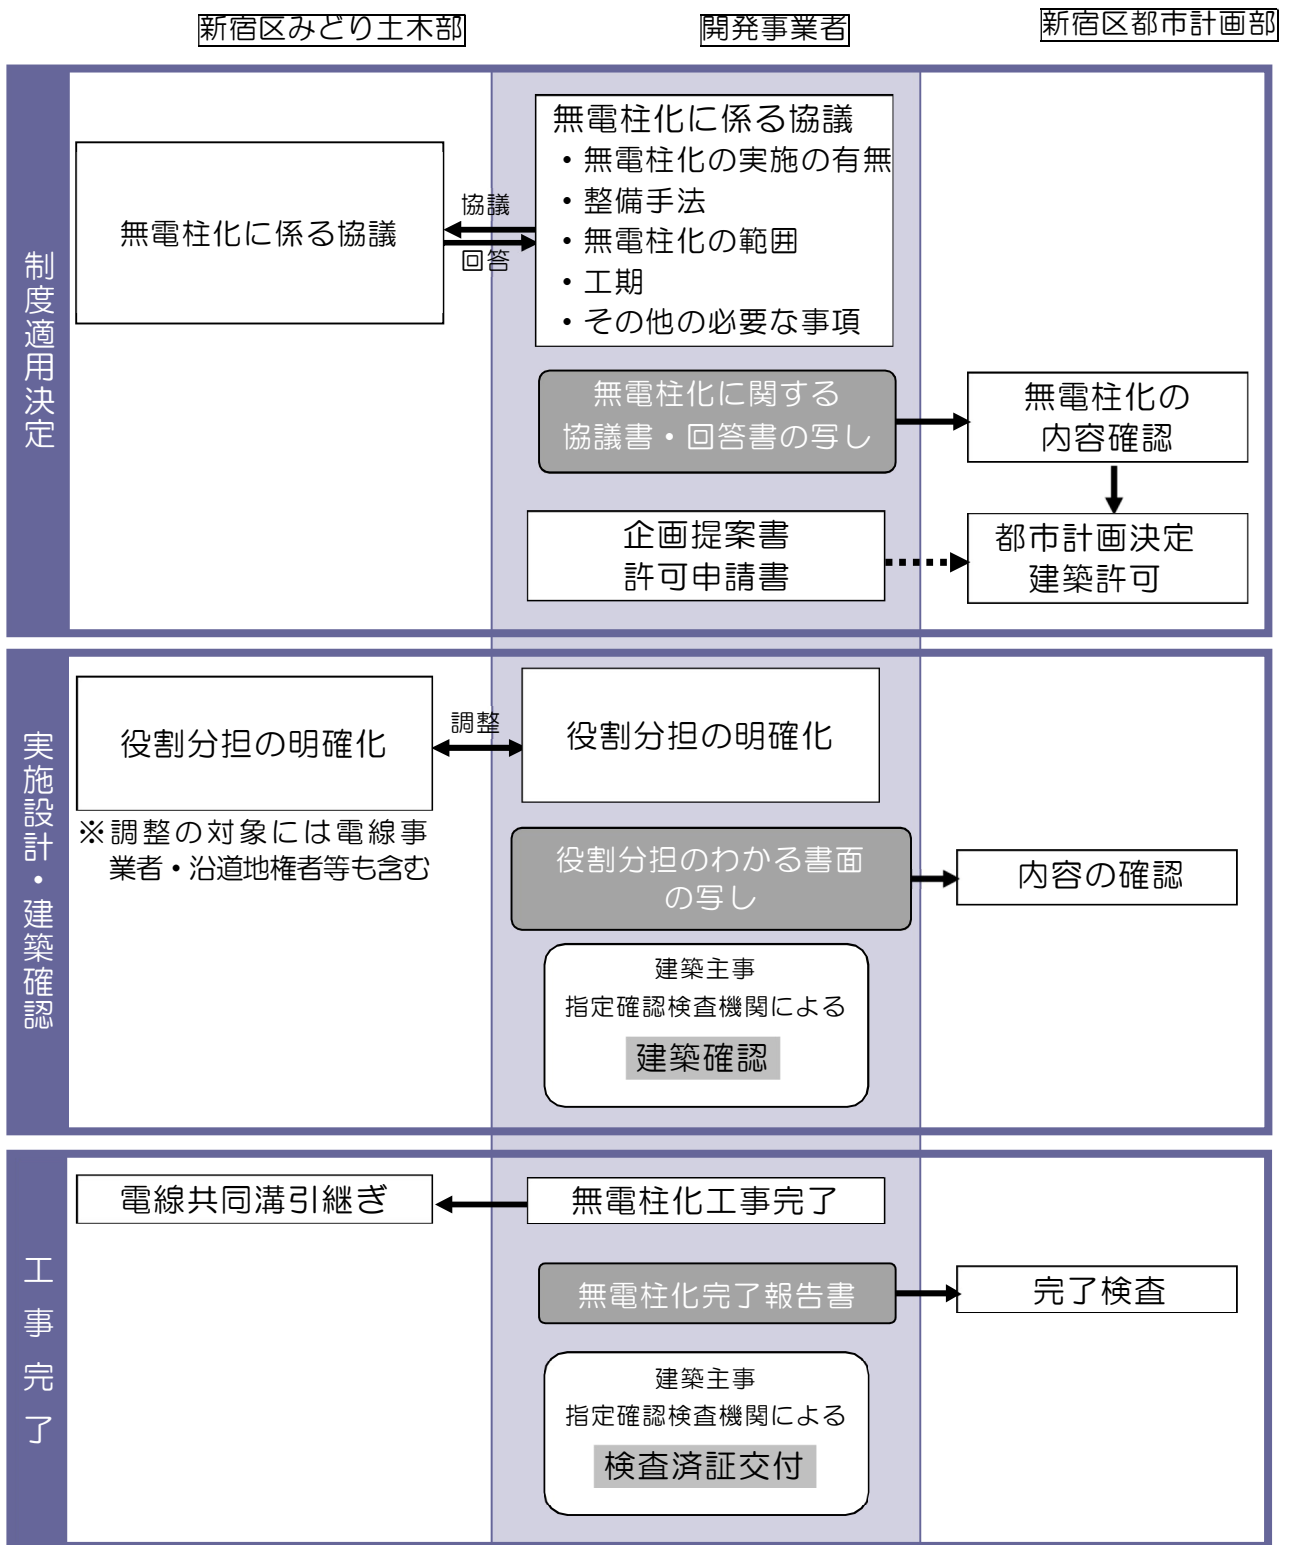 新宿区みどり土木部
開発事業者
新宿区都市計画部
制度適用決定
無電柱化に係る協議
協議
回答
無電柱化に係る協議
・無電柱化の実施の有無
・整備手法
・無電柱化の範囲
・工期
・その他の必要な事項
無電柱化に関する
協議書・回答書の写し
無電柱化の
内容確認
企画提案書
許可申請書
都市計画決定
建築許可
実施設計・建築確認
役割分担の明確化
調整
役割分担の明確化
※調整の対象には電線事
業者・沿道地権者等も含む
役割分担のわかる書面
の写し
内容の確認
建築主事
指定確認検査機関による
建築確認
工事完了
電線共同溝引継ぎ
無電柱化工事完了
無電柱化完了報告書
完了検査
建築主事
指定確認検査機関による
検査済証交付